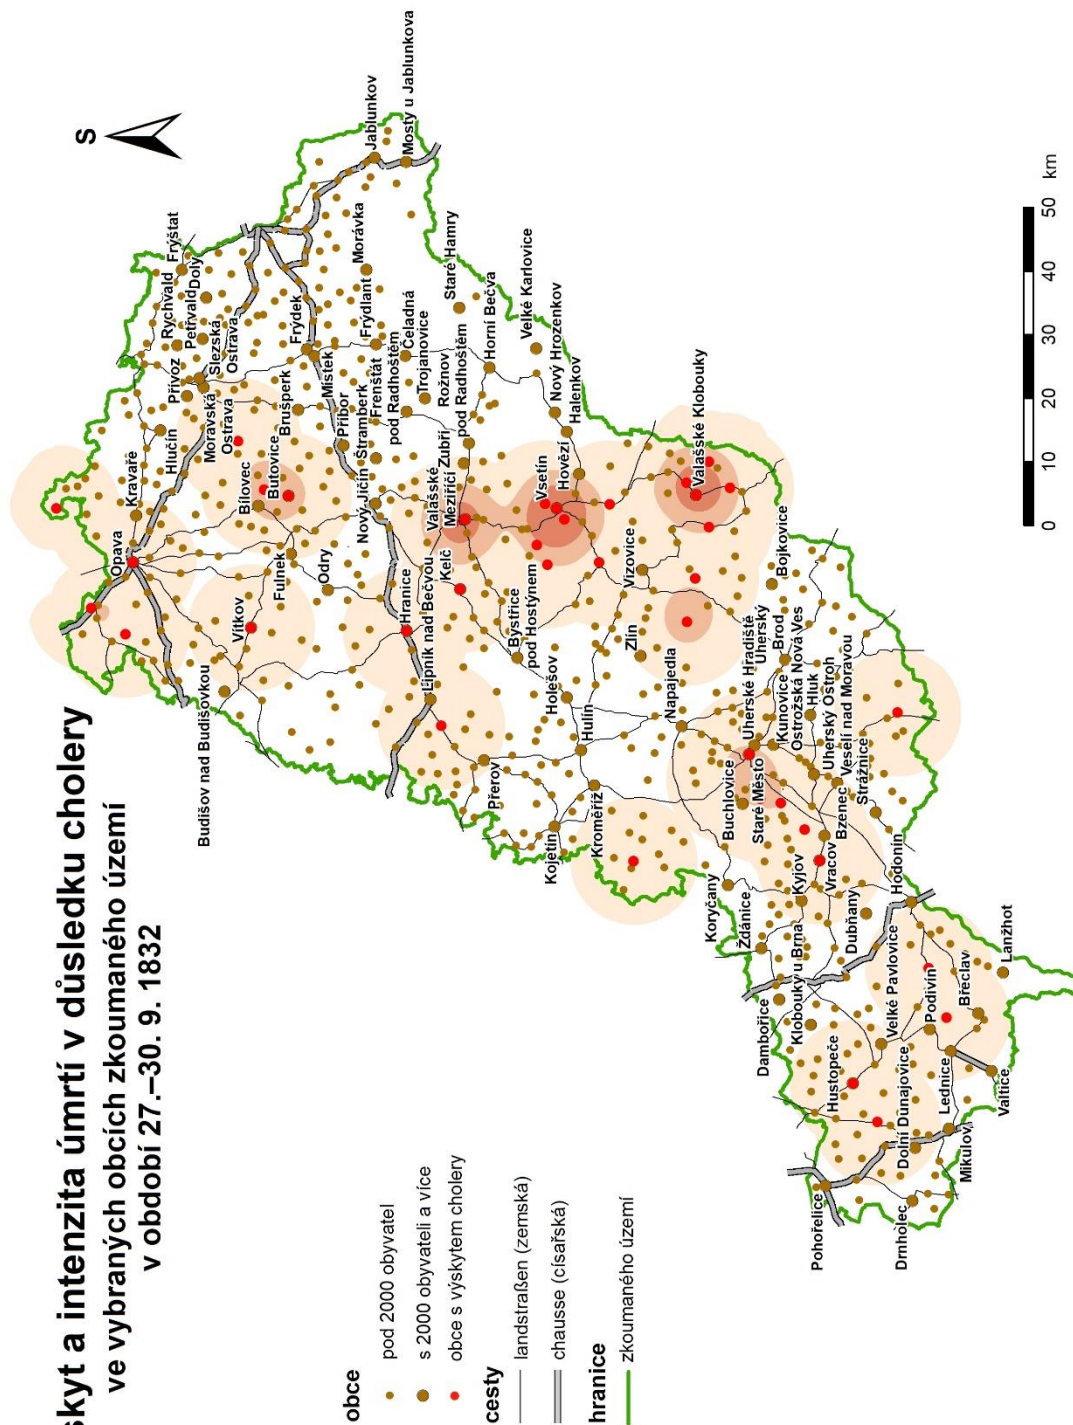 skyt a intenzita úmrtí v důsledku cholery
ve vybraných obcích zkoumaného území
v období 27.–30. 9. 1832
S
obce
pod 2000 obyvatel
s 2000 obyvateli a více
obce s výskytem cholery
cesty
landstraßen (zemská)
chausse (císařská)
hranice
zkoumaného území
0 10 20 30 40 50 km
Opava
Kravaře
Hlučín
Přívoz
Rychvald
Petřvald
Doly
Fryštát
Slezská
Ostrava
Moravská
Ostrava
Jablunkov
Mosty u Jablunkova
Budišov nad Budišovkou
Vítkov
Fulnek
Bílovec
Butovice
Odry
Brušperk
Frýdek
Místek
Příbor
Štramberk
Nový Jičín
Frenštát
pod Radhoštěm
Frýdlant
Morávka
Čeladná
Trojanovice
Staré Hamry
Rožnov
pod Radhoštěm
Zubří
Horní Bečva
Valašské
Meziříčí
Kelč
Hranice
Lipník nad Bečvou
Velké Karlovice
Nový Hrozenkov
Halenkov
Hovězí
Vsetín
Bystřice
pod Hostýnem
Holešov
Přerov
Hulín
Kojetín
Kroměříž
Vizovice
Zlín
Napajedla
Valašské Klobouky
Bojkovice
Uherský
Brod
Uherské Hradiště
Kunovice
Ostrožská Nová Ves
Hluk
Uherský Ostroh
Veselí nad Moravou
Strážnice
Buchlovice
Staré Město
Bzenec
Vracov
Kyjov
Koryčany
Ždánice
Dubňany
Hodonín
Dambořice
Klobouky u Brna
Velké Pavlovice
Hustopeče
Podivín
Břeclav
Lanžhot
Lednice
Valtice
Dolní Dunajovice
Mikulov
Pohořelice
Drnholec